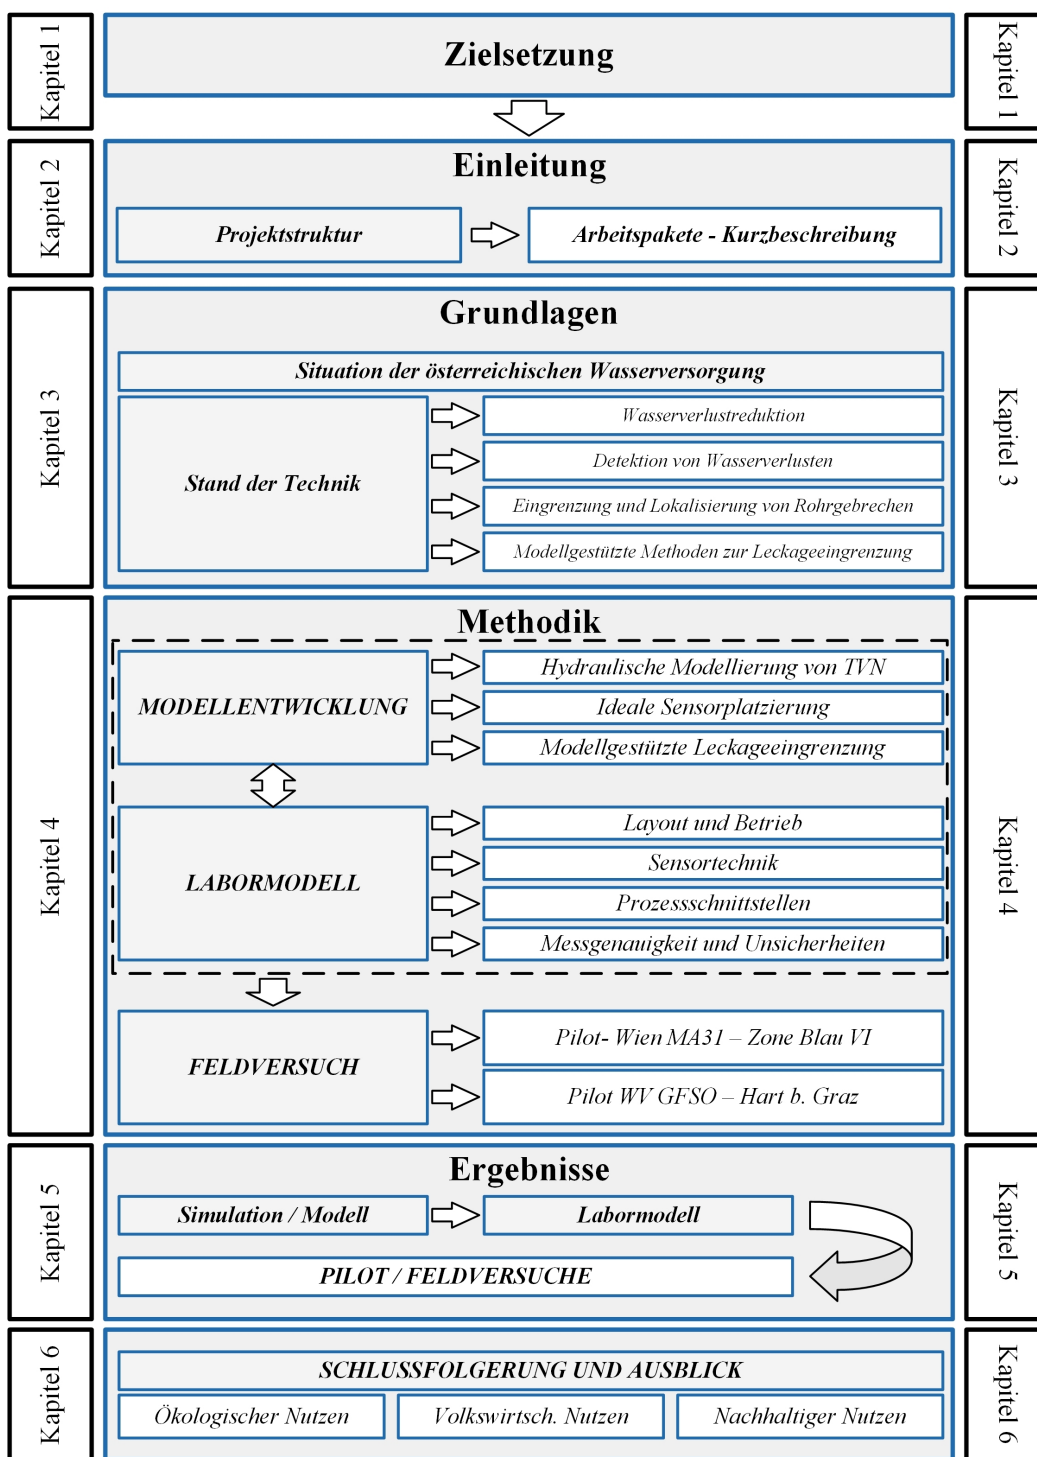 Kapitel 1
Zielsetzung
Kapitel 1
Kapitel 2
Einleitung
Projektstruktur
Arbeitspakete - Kurzbeschreibung
Kapitel 2
Kapitel 3
Grundlagen
Situation der österreichischen Wasserversorgung
Stand der Technik
Wasserverlustreduktion
Detektion von Wasserverlusten
Eingrenzung und Lokalisierung von Rohrgebrechen
Modellgestützte Methoden zur Leckageeingrenzung
Kapitel 3
Kapitel 4
Methodik
MODELLENTWICKLUNG
Hydraulische Modellierung von TVN
Ideale Sensorplatzierung
Modellgestützte Leckageeingrenzung
LABORMODELL
Layout und Betrieb
Sensortechnik
Prozessschnittstellen
Messgenauigkeit und Unsicherheiten
FELDVERSUCH
Pilot- Wien MA31 – Zone Blau VI
Pilot WV GFSO – Hart b. Graz
Kapitel 4
Kapitel 5
Ergebnisse
Simulation / Modell
Labormodell
PILOT / FELDVERSUCHE
Kapitel 5
Kapitel 6
SCHLUSSFOLGERUNG UND AUSBLICK
Ökologischer Nutzen
Volkswirtsch. Nutzen
Nachhaltiger Nutzen
Kapitel 6